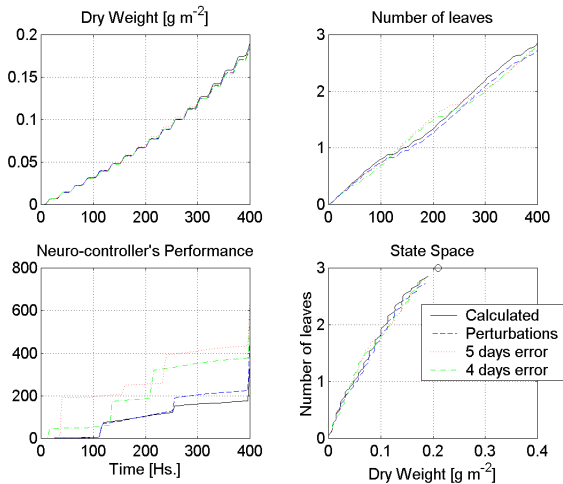 Dry Weight [g m-2]
0.2
0.15
0.1
0.05
0
0 100 200 300 400
Number of leaves
3
2
1
0
0 100 200 300 400
Neuro-controller's Performance
800
600
400
200
0
0 100 200 300 400
Time [Hs.]
State Space
Number of leaves
3
2
1
0
0 0.1 0.2 0.3 0.4
Dry Weight [g m-2]
Calculated
Perturbations
5 days error
4 days error